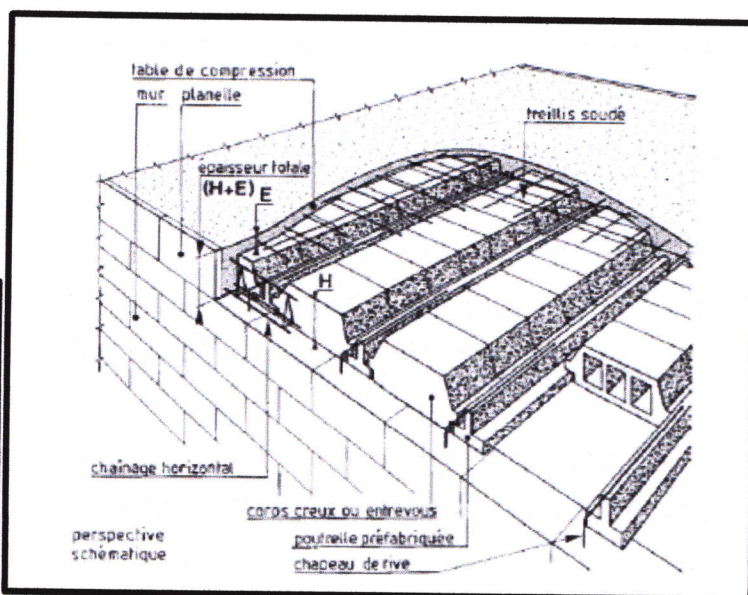 table de compression
mur planelle
treillis soudé
epaisseur totale
(H+E) E
H
chaînage horizontal
corps creux ou entrevous
perspective
schématique
poutrelle préfabriquée
chapeau de rive